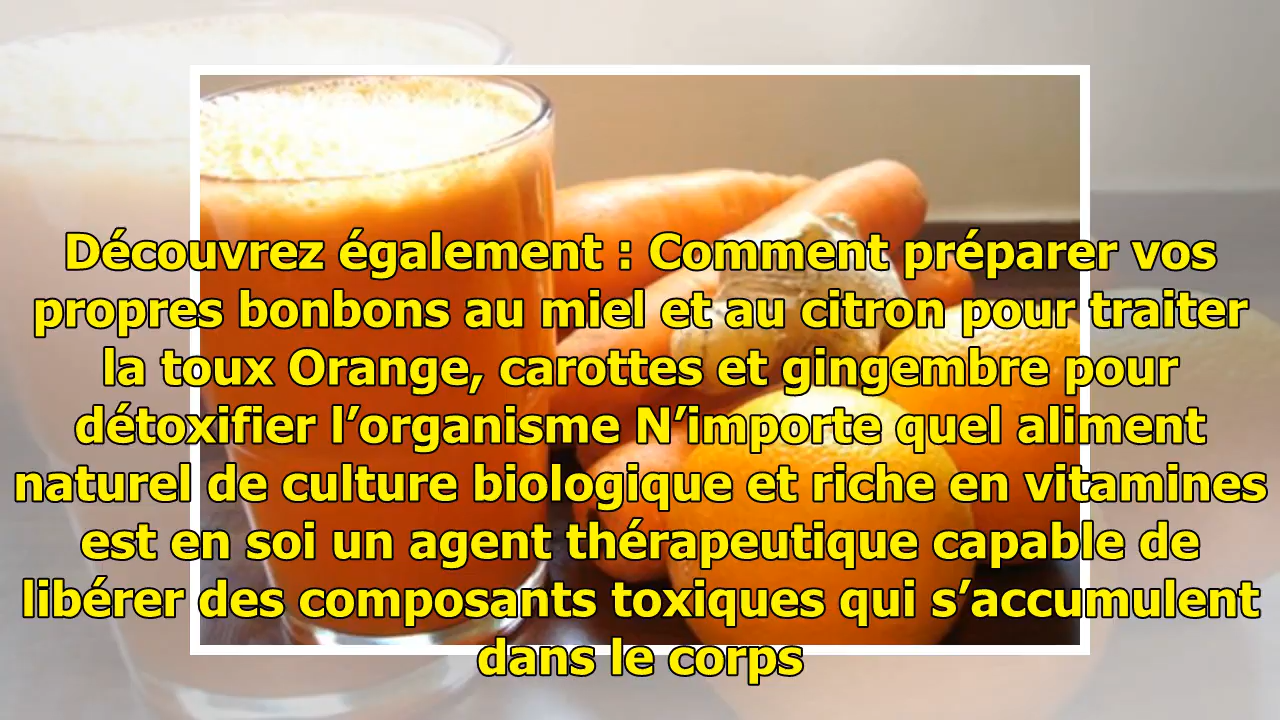 Découvrez également : Comment préparer vos
propres bonbons au miel et au citron pour traiter
la toux Orange, carottes et gingembre pour
détoxifier l’organisme N’importe quel aliment
naturel de culture biologique et riche en vitamines
est en soi un agent thérapeutique capable de
libérer des composants toxiques qui s’accumulent
dans le corps